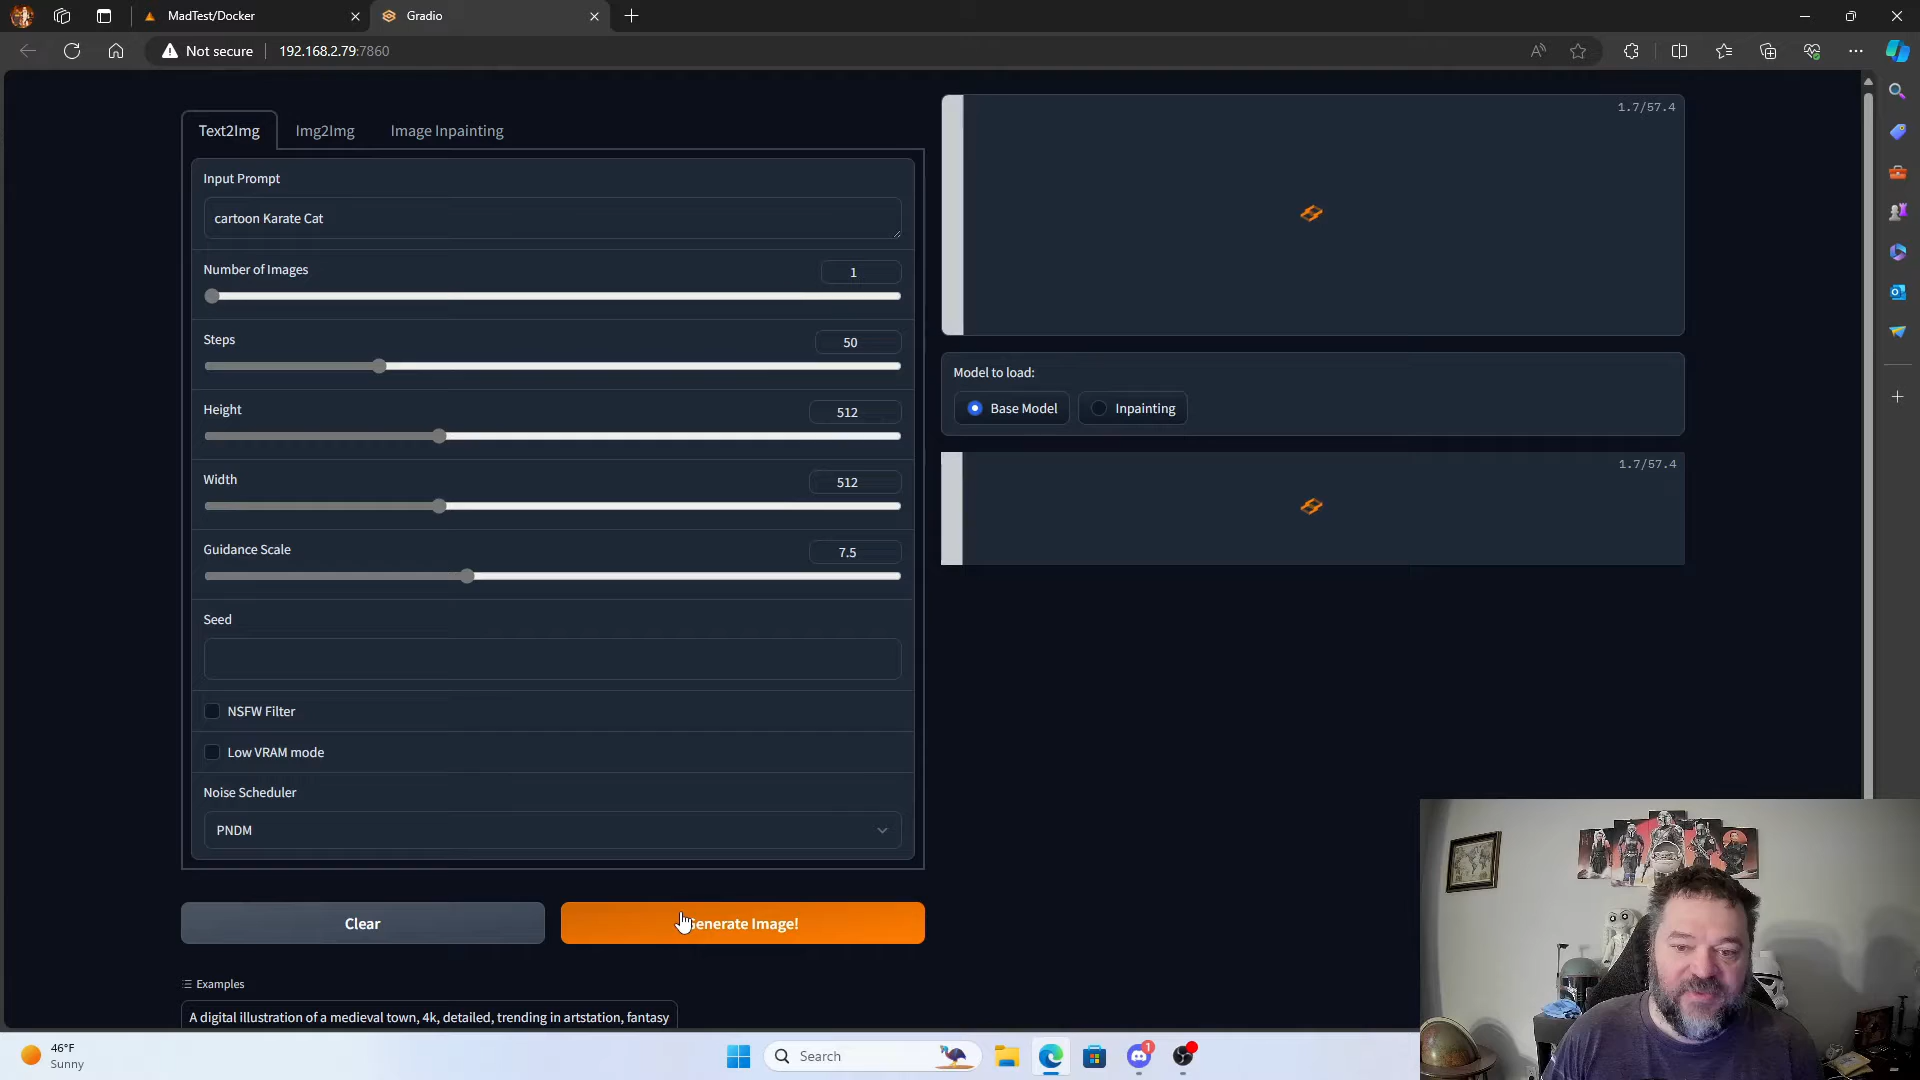 MadTest/Docker
Gradio
Not secure
192.168.2.79:7860
Text2Img
Img2Img
Image Inpainting
Input Prompt
cartoon Karate Cat
Number of Images
1
Steps
50
Height
512
Width
512
Guidance Scale
7.5
Seed
NSFW Filter
Low VRAM mode
Noise Scheduler
PNDM
Clear
Generate Image!
Examples
A digital illustration of a medieval town, 4k, detailed, trending in artstation, fantasy
1.7/57.4
Model to load:
Base Model
Inpainting
1.7/57.4
46°F
Sunny
Search
1